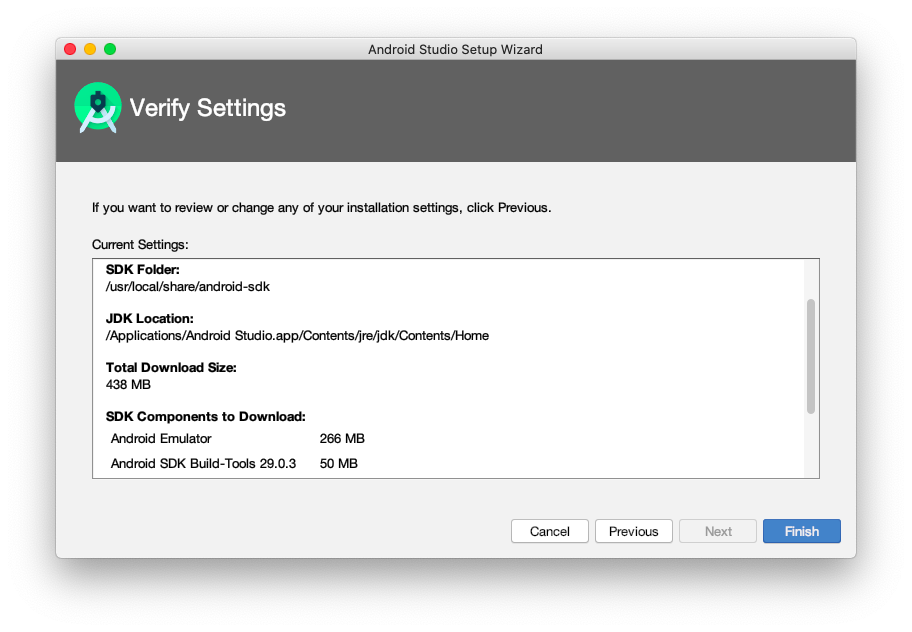 Android Studio Setup Wizard
Verify Settings
If you want to review or change any of your installation settings, click Previous.
Current Settings:
SDK Folder:
/usr/local/share/android-sdk
JDK Location:
/Applications/Android Studio.app/Contents/jre/jdk/Contents/Home
Total Download Size:
438 MB
SDK Components to Download:
Android Emulator 266 MB
Android SDK Build-Tools 29.0.3 50 MB
Cancel Previous Next Finish